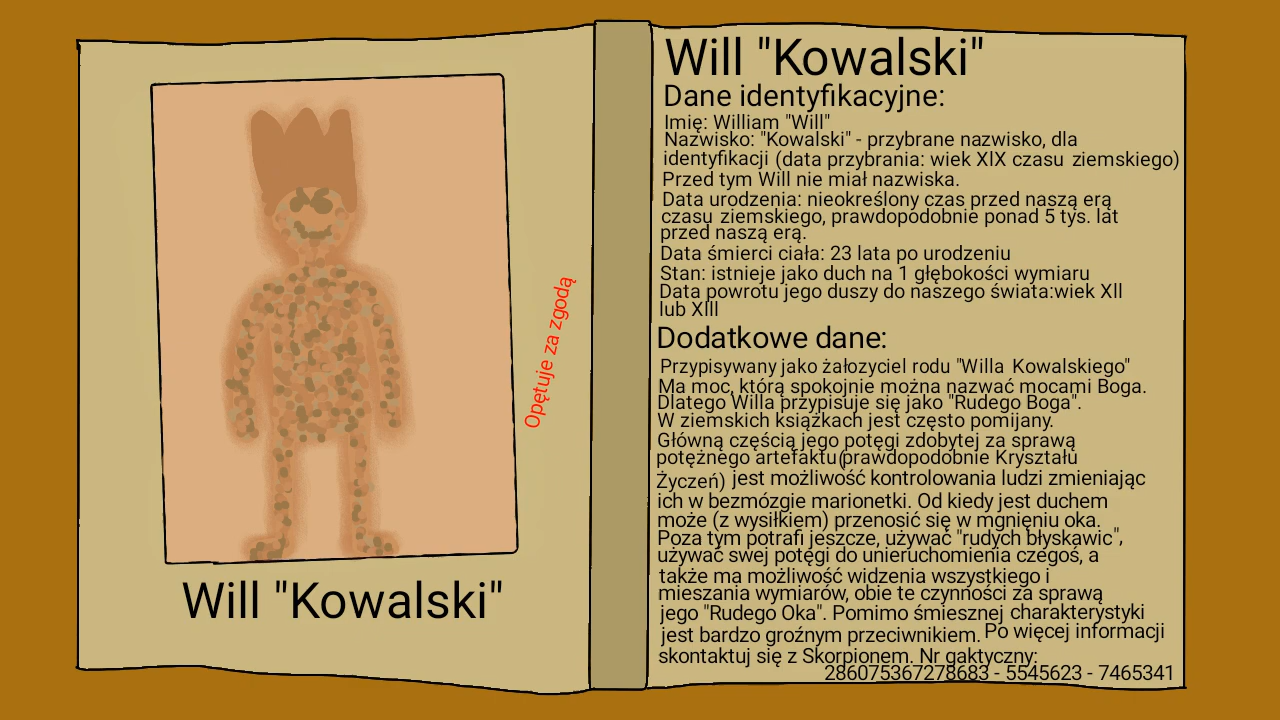 Will "Kowalski"
Opętuje za zgodą
Will "Kowalski"
Dane identyfikacyjne:
Imię: William "Will"
Nazwisko: "Kowalski" - przybrane nazwisko, dla
identyfikacji (data przybrania: wiek XIX czasu ziemskiego)
Przed tym Will nie miał nazwiska.
Data urodzenia: nieokreślony czas przed naszą erą
czasu ziemskiego, prawdopodobnie ponad 5 tys. lat
przed naszą erą.
Data śmierci ciała: 23 lata po urodzeniu
Stan: istnieje jako duch na 1 głębokości wymiaru
Data powrotu jego duszy do naszego świata:wiek XII
lub XIII
Dodatkowe dane:
Przypisywany jako żałozyciel rodu "Willa Kowalskiego"
Ma moc, którą spokojnie można nazwać mocami Boga.
Dlatego Willa przypisuje się jako "Rudego Boga".
W ziemskich książkach jest często pomijany.
Główną częścią jego potęgi zdobytej za sprawą
potężnego artefaktu(prawdopodobnie Kryształu
Życzeń) jest możliwość kontrolowania ludzi zmieniając
ich w bezmózgie marionetki. Od kiedy jest duchem
może (z wysiłkiem) przenosić się w mgnięniu oka.
Poza tym potrafi jeszcze, używać "rudych błyskawic",
używać swej potęgi do unieruchomienia czegoś, a
także ma możliwość widzenia wszystkiego i
mieszania wymiarów, obie te czynności za sprawą
jego "Rudego Oka". Pomimo śmiesznej charakterystyki
jest bardzo groźnym przeciwnikiem. Po więcej informacji
skontaktuj się z Skorpionem. Nr gaktyczny:
286075367278683 - 5545623 - 7465341